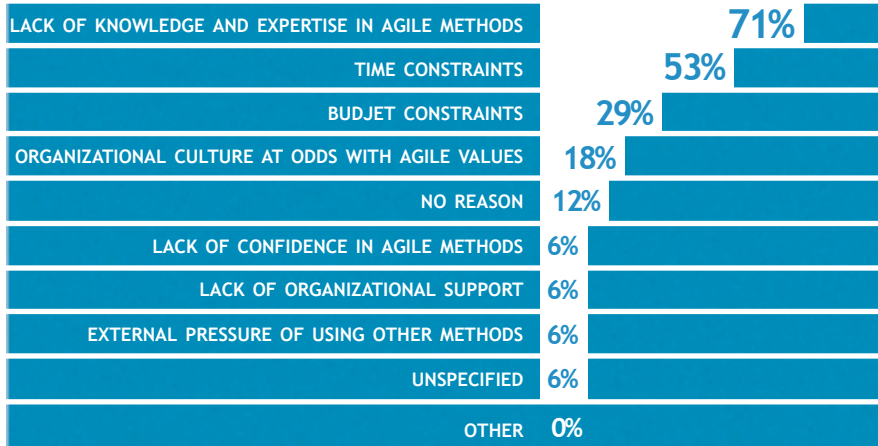 LACK OF KNOWLEDGE AND EXPERTISE IN AGILE METHODS 71%
TIME CONSTRAINTS 53%
BUDJET CONSTRAINTS 29%
ORGANIZATIONAL CULTURE AT ODDS WITH AGILE VALUES 18%
NO REASON 12%
LACK OF CONFIDENCE IN AGILE METHODS 6%
LACK OF ORGANIZATIONAL SUPPORT 6%
EXTERNAL PRESSURE OF USING OTHER METHODS 6%
UNSPECIFIED 6%
OTHER 0%